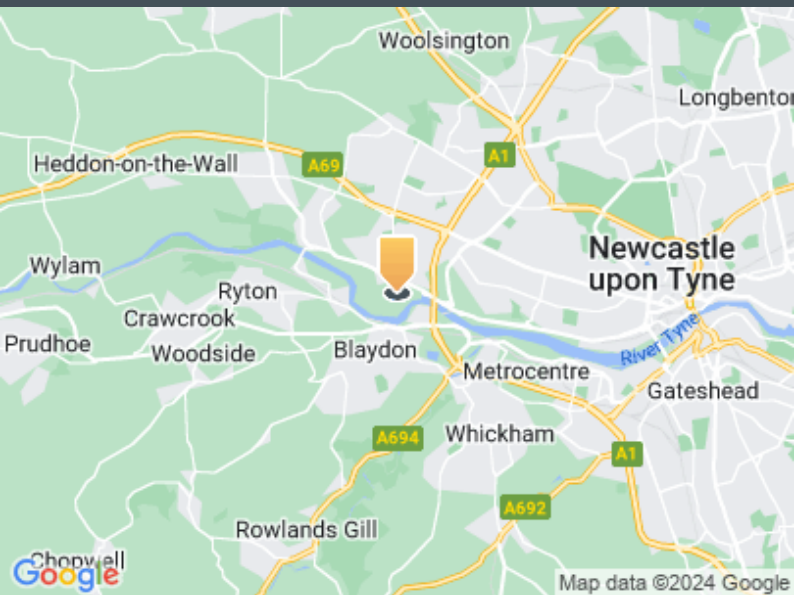 Woolsington
Longbenton
A1
Heddon-on-the-Wall
A69
Newcastle
upon Tyne
Wylam
Ryton
Crawcrook
River Tyne
Prudhoe
Woodside
Blaydon
Metrocentre
Gateshead
A694
Whickham
A1
A692
Rowlands Gill
Chopwell
Google
Map data ©2024 Google